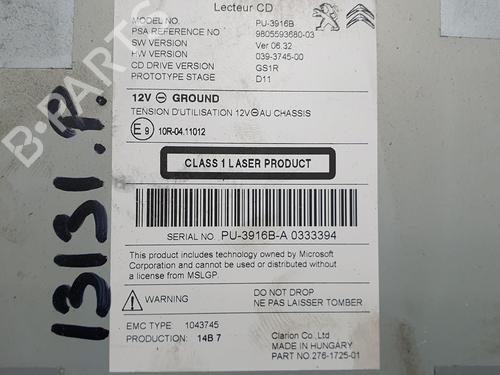 Lecteur CD
MODEL NO. PU-3916B
PSA REFERENCE NO 9805593680-03
SW VERSION Ver 06.32
HW VERSION 039-3745-00
CD DRIVE VERSION GS1R
PROTOTYPE STAGE D11
12V ⊖ GROUND
TENSION D'UTILISATION 12V⊖AU CHASSIS
E9 10R-04.11012
CLASS 1 LASER PRODUCT
SERIAL NO. PU-3916B-A 0333394
This product includes technology owned by Microsoft
Corporation and cannot be used or distributed without
a license from MSLGP.
DO NOT DROP
NE PAS LAISSER TOMBER
EMC TYPE 1043745
PRODUCTION: 14B 7
Clarion Co.,Ltd
MADE IN HUNGARY
PART NO. 276-1725-01
13131.R.
B-PARTS